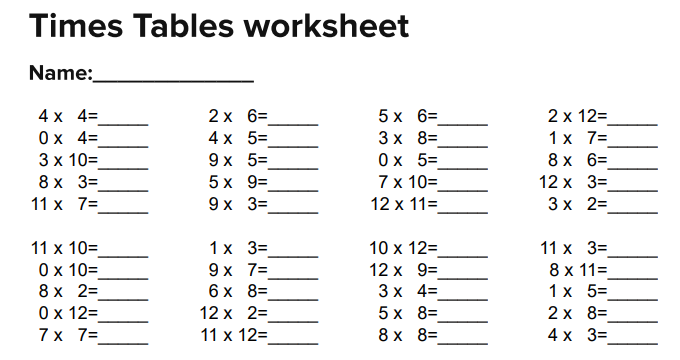 Times Tables worksheet
Name:_______________
4 x 4=_____ 2 x 6=_____ 5 x 6=_____ 2 x 12=_____
0 x 4=_____ 4 x 5=_____ 3 x 8=_____ 1 x 7=_____
3 x 10=_____ 9 x 5=_____ 0 x 5=_____ 8 x 6=_____
8 x 3=_____ 5 x 9=_____ 7 x 10=_____ 12 x 3=_____
11 x 7=_____ 9 x 3=_____ 12 x 11=_____ 3 x 2=_____
11 x 10=_____ 1 x 3=_____ 10 x 12=_____ 11 x 3=_____
0 x 10=_____ 9 x 7=_____ 12 x 9=_____ 8 x 11=_____
8 x 2=_____ 6 x 8=_____ 3 x 4=_____ 1 x 5=_____
0 x 12=_____ 12 x 2=_____ 5 x 8=_____ 2 x 8=_____
7 x 7=_____ 11 x 12=_____ 8 x 8=_____ 4 x 3=_____